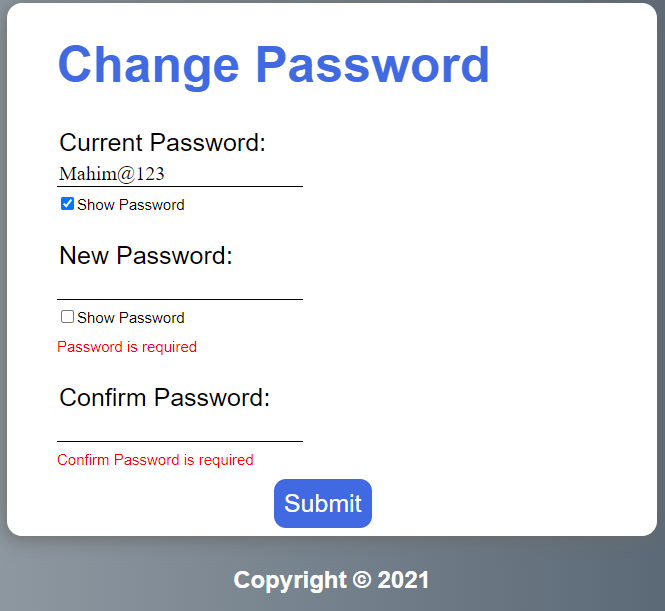 Change Password
Current Password:
Mahim@123
Show Password
New Password:
Show Password
Password is required
Confirm Password:
Confirm Password is required
Submit
Copyright © 2021